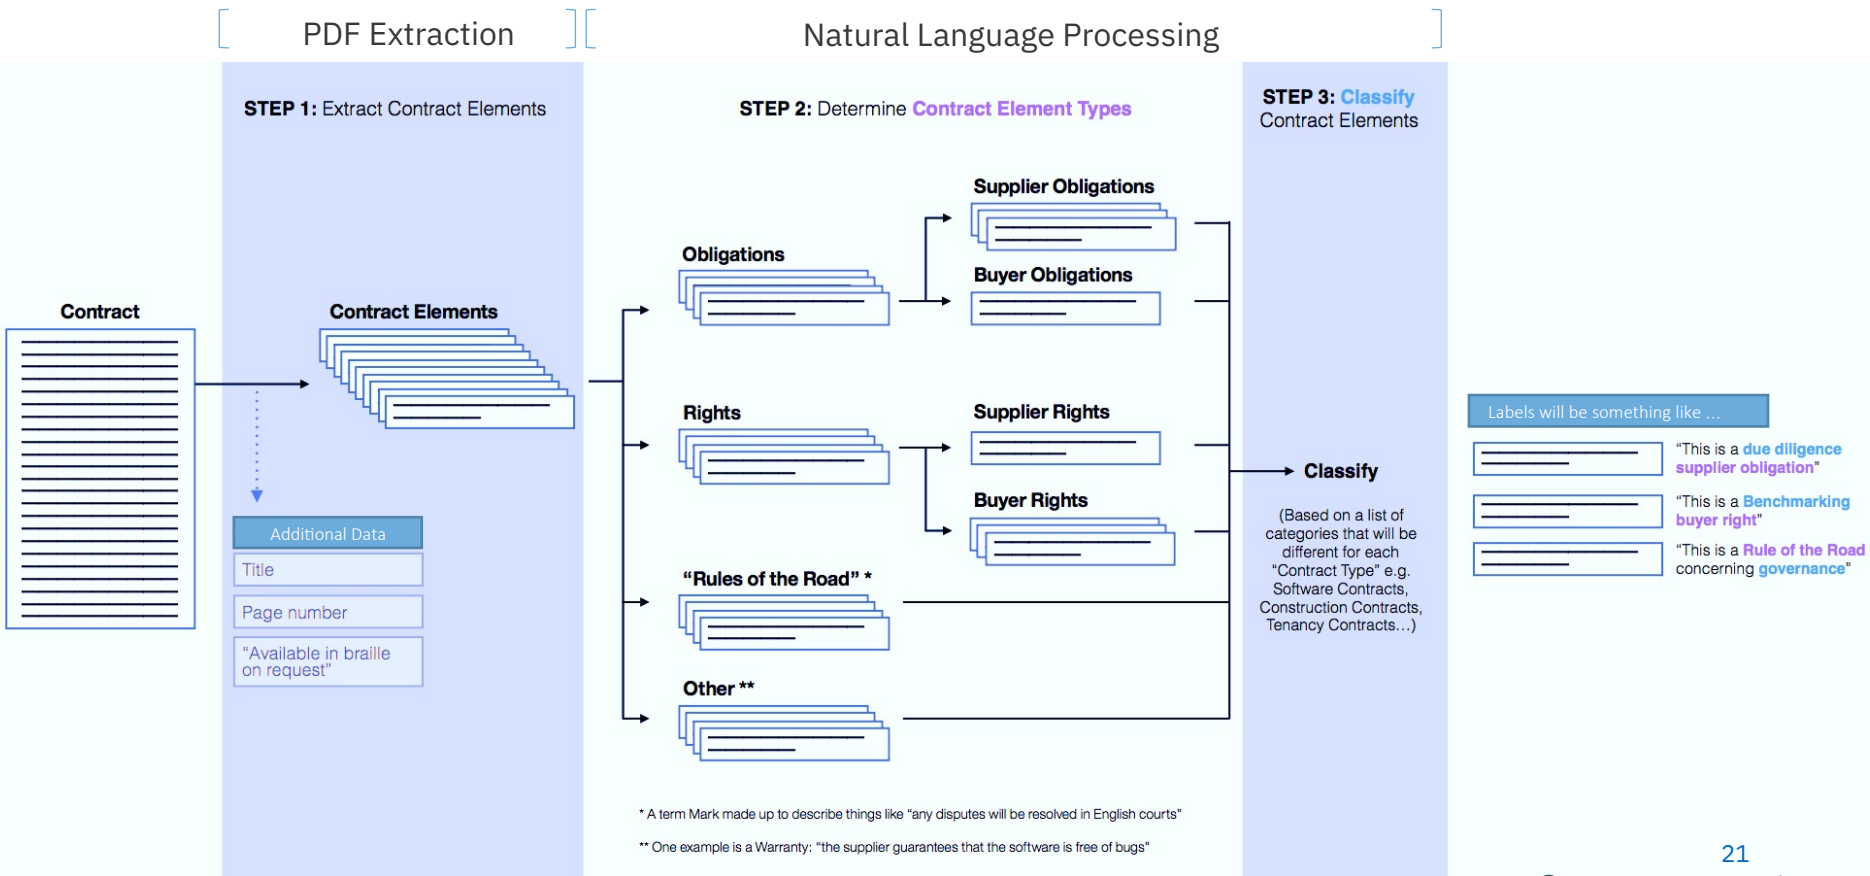 PDF Extraction
Natural Language Processing
STEP 1: Extract Contract Elements
STEP 2: Determine Contract Element Types
STEP 3: Classify
Contract Elements
Contract
Contract Elements
Additional Data
Title
Page number
“Available in braille
on request”
Obligations
Supplier Obligations
Buyer Obligations
Rights
Supplier Rights
Buyer Rights
“Rules of the Road” *
Other **
* A term Mark made up to describe things like “any disputes will be resolved in English courts”
** One example is a Warranty: “the supplier guarantees that the software is free of bugs”
Classify
(Based on a list of
categories that will be
different for each
“Contract Type” e.g.
Software Contracts,
Construction Contracts,
Tenancy Contracts...)
Labels will be something like ...
“This is a due diligence
supplier obligation”
“This is a Benchmarking
buyer right”
“This is a Rule of the Road
concerning governance”
21